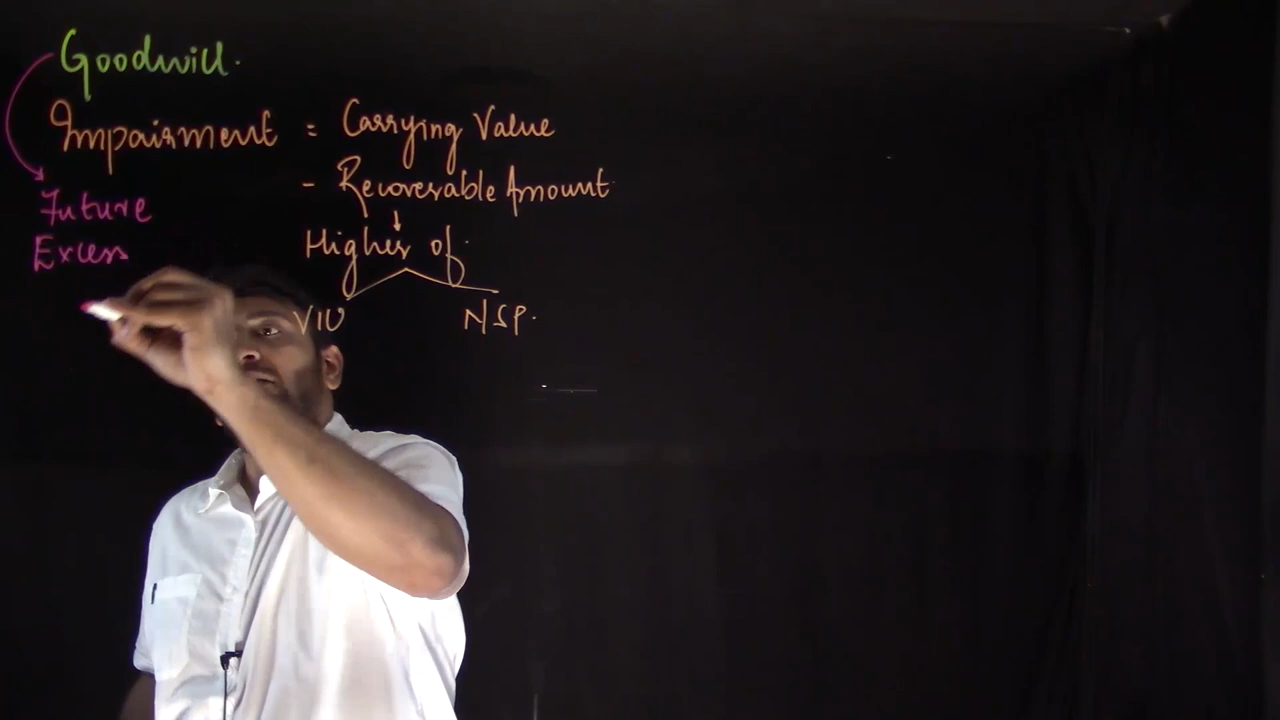 Goodwill.
Impairment = Carrying Value
- Recoverable Amount
Future
Excess
Higher of
VIU NSP.